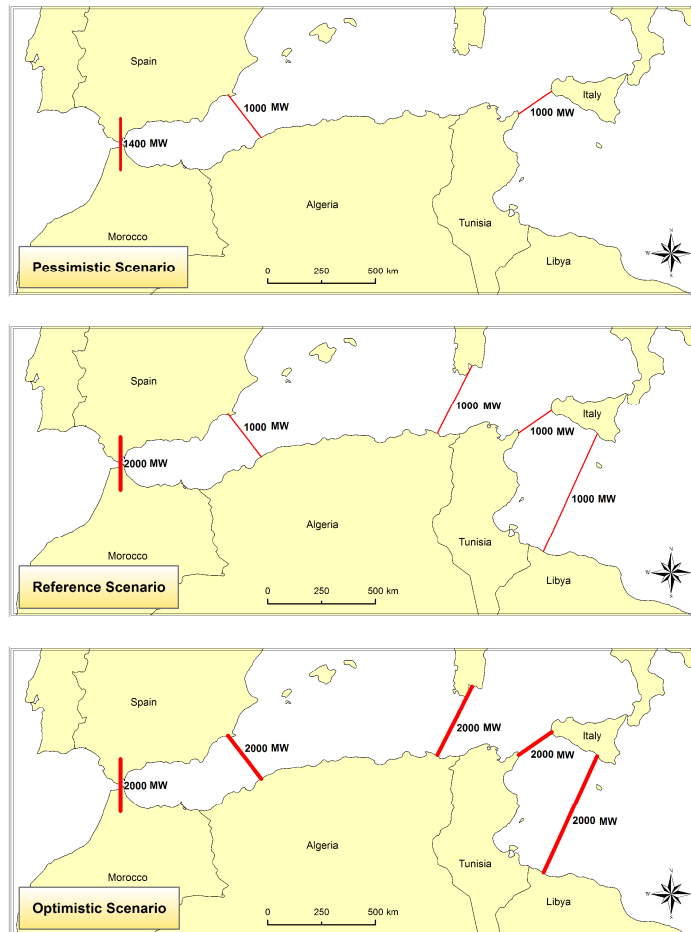 Spain
1000 MW
Italy
1000 MW
1400 MW
Algeria
Tunisia
Morocco
Libya
N
W
S
Pessimistic Scenario
0 250 500 km
Spain
1000 MW
1000 MW
Italy
1000 MW
2000 MW
1000 MW
Algeria
Tunisia
Morocco
Libya
N
W
S
Reference Scenario
0 250 500 km
Spain
2000 MW
2000 MW
Italy
2000 MW
2000 MW
2000 MW
Algeria
Tunisia
Morocco
Libya
N
W
S
Optimistic Scenario
0 250 500 km